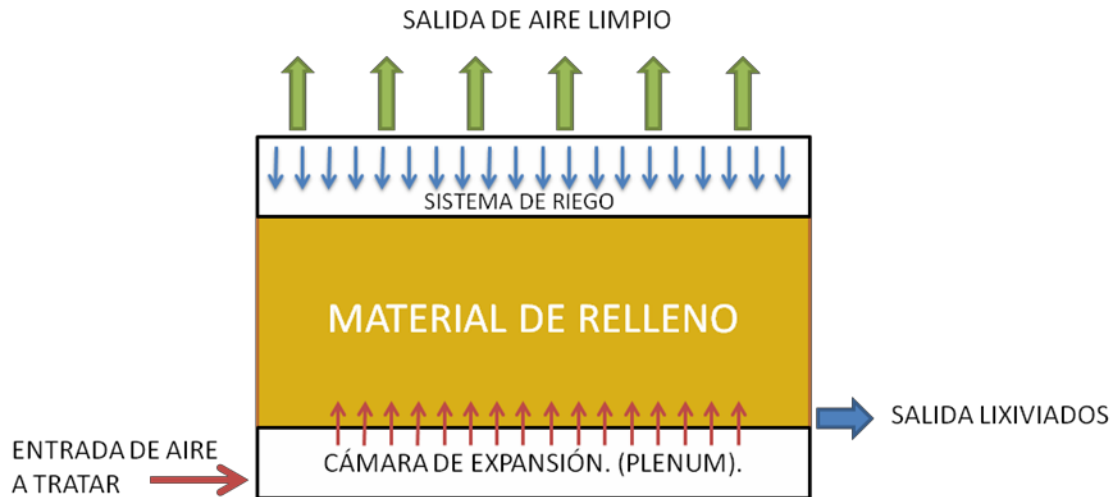 SALIDA DE AIRE LIMPIO
SISTEMA DE RIEGO
MATERIAL DE RELLENO
SALIDA LIXIVIADOS
ENTRADA DE AIRE
A TRATAR
CÁMARA DE EXPANSIÓN. (PLENUM).